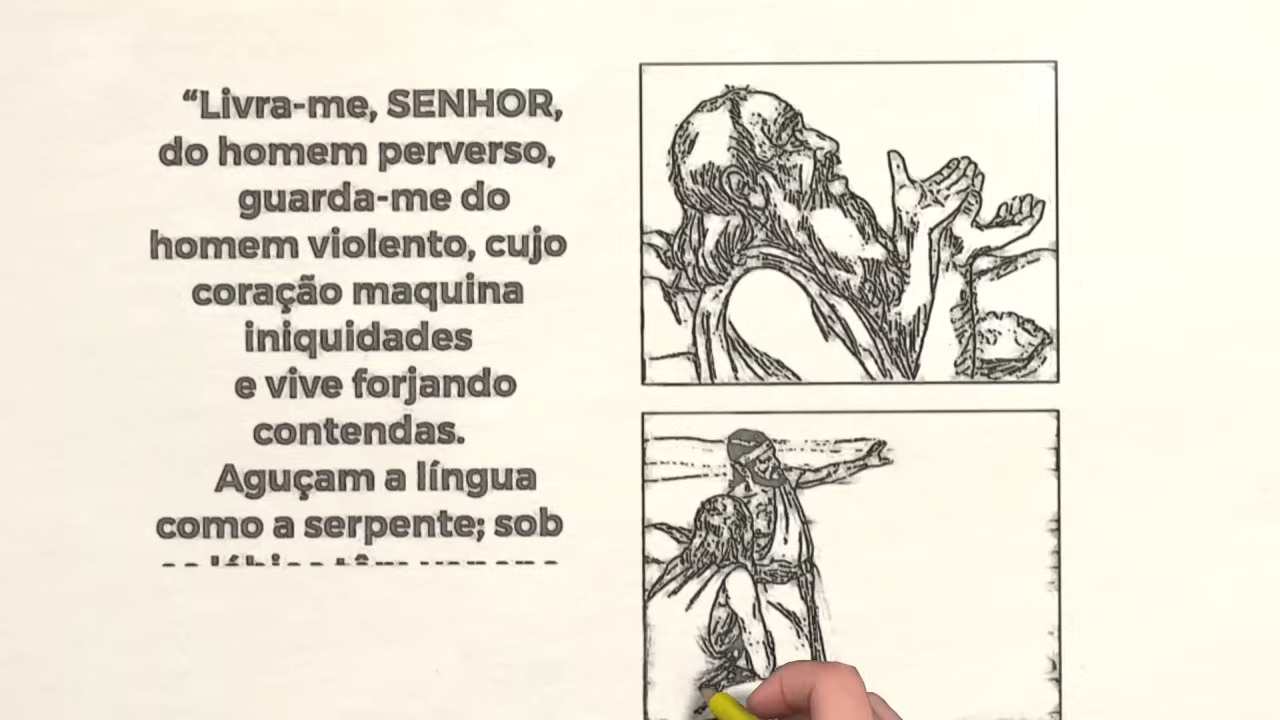 “Livra-me, SENHOR,
do homem perverso,
guarda-me do
homem violento, cujo
coração maquina
iniquidades
e vive forjando
contendas.
Aguçam a língua
como a serpente; sob